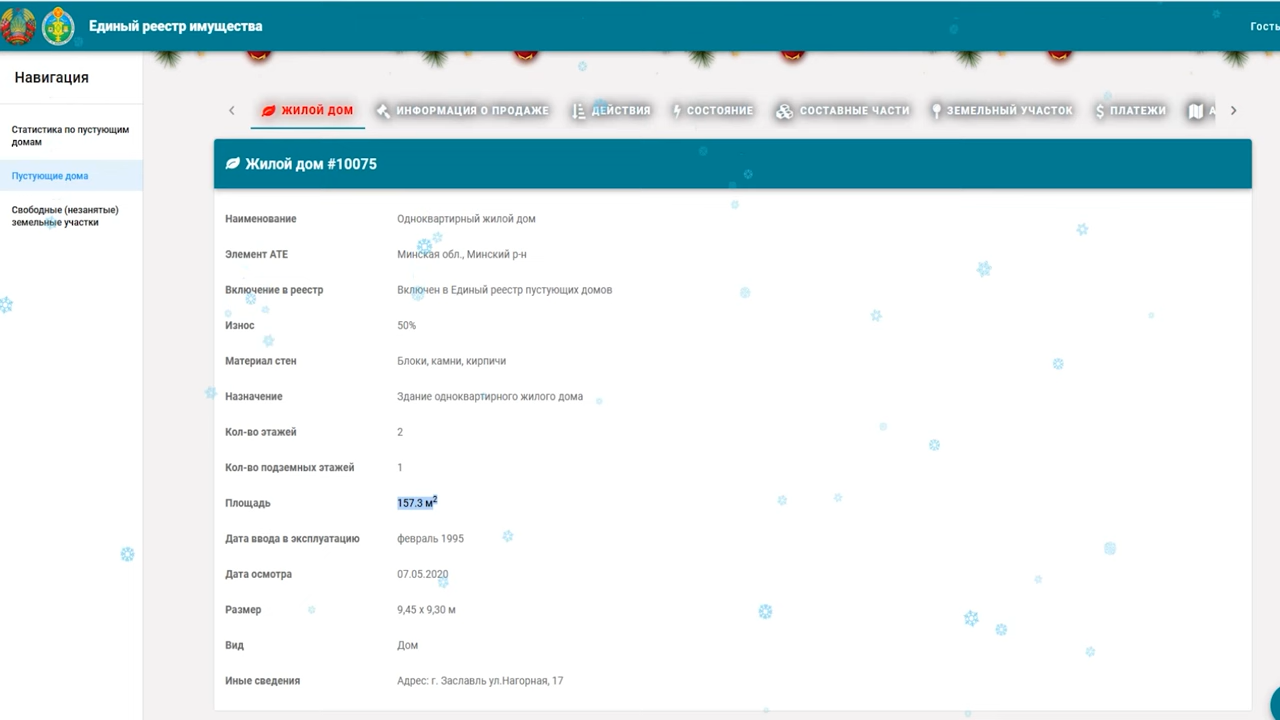 Единый реестр имущества
Гость
Навигация
Статистика по пустующим
домам
Пустующие дома
Свободные (незанятые)
земельные участки
ЖИЛОЙ ДОМ
ИНФОРМАЦИЯ О ПРОДАЖЕ
ДЕЙСТВИЯ
СОСТОЯНИЕ
СОСТАВНЫЕ ЧАСТИ
ЗЕМЕЛЬНЫЙ УЧАСТОК
ПЛАТЕЖИ
Жилой дом #10075
Наименование Одноквартирный жилой дом
Элемент АТЕ Минская обл., Минский р-н
Включение в реестр Включен в Единый реестр пустующих домов
Износ 50%
Материал стен Блоки, камни, кирпичи
Назначение Здание одноквартирного жилого дома
Кол-во этажей 2
Кол-во подземных этажей 1
Площадь 157.3 м²
Дата ввода в эксплуатацию февраль 1995
Дата осмотра 07.05.2020
Размер 9,45 x 9,30 м
Вид Дом
Иные сведения Адрес: г. Заславль ул.Нагорная, 17